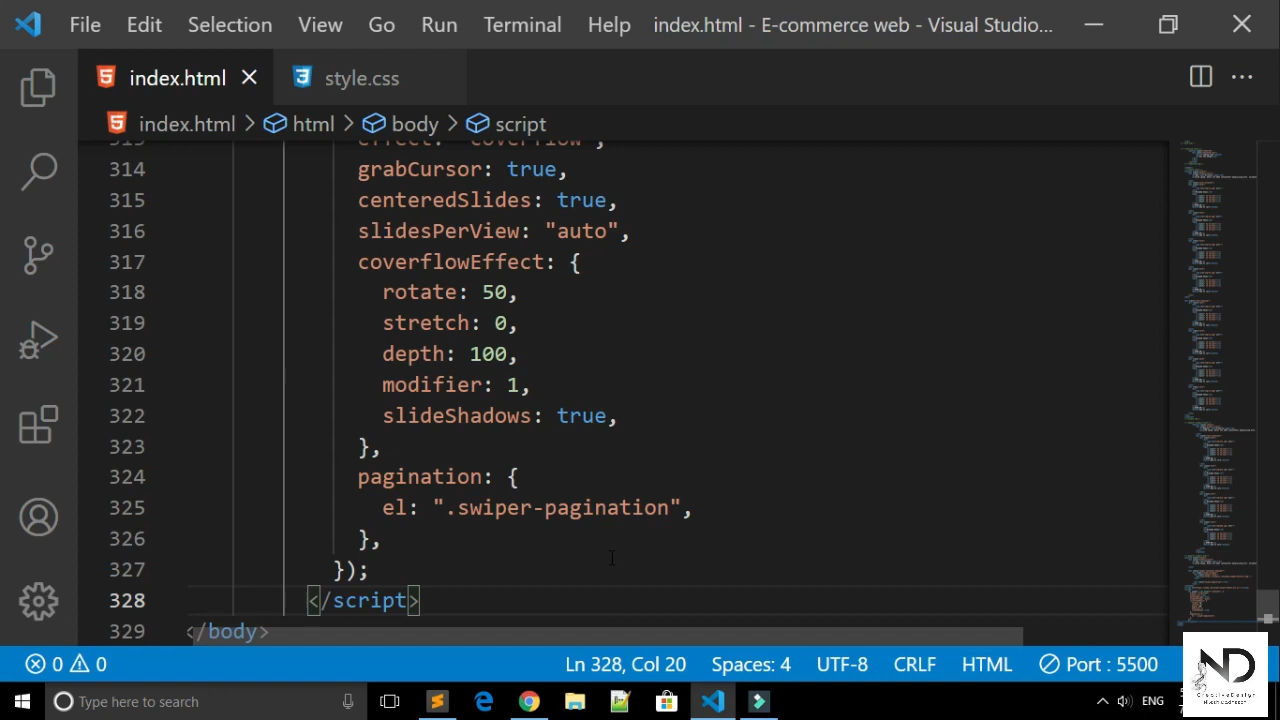 File Edit Selection View Go Run Terminal Help index.html - E-commerce web - Visual Studio...
index.html style.css
index.html > html > body > script
313 effect: "coverflow",
314 grabCursor: true,
315 centeredSlides: true,
316 slidesPerView: "auto",
317 coverflowEffect: {
318 rotate: 50,
319 stretch: 0,
320 depth: 100,
321 modifier: 1,
322 slideShadows: true,
323 },
324 pagination: {
325 el: ".swiper-pagination",
326 },
327 });
328 </script>
329 </body>
0 0 Ln 328, Col 20 Spaces: 4 UTF-8 CRLF HTML Port : 5500
Type here to search ENG
ND